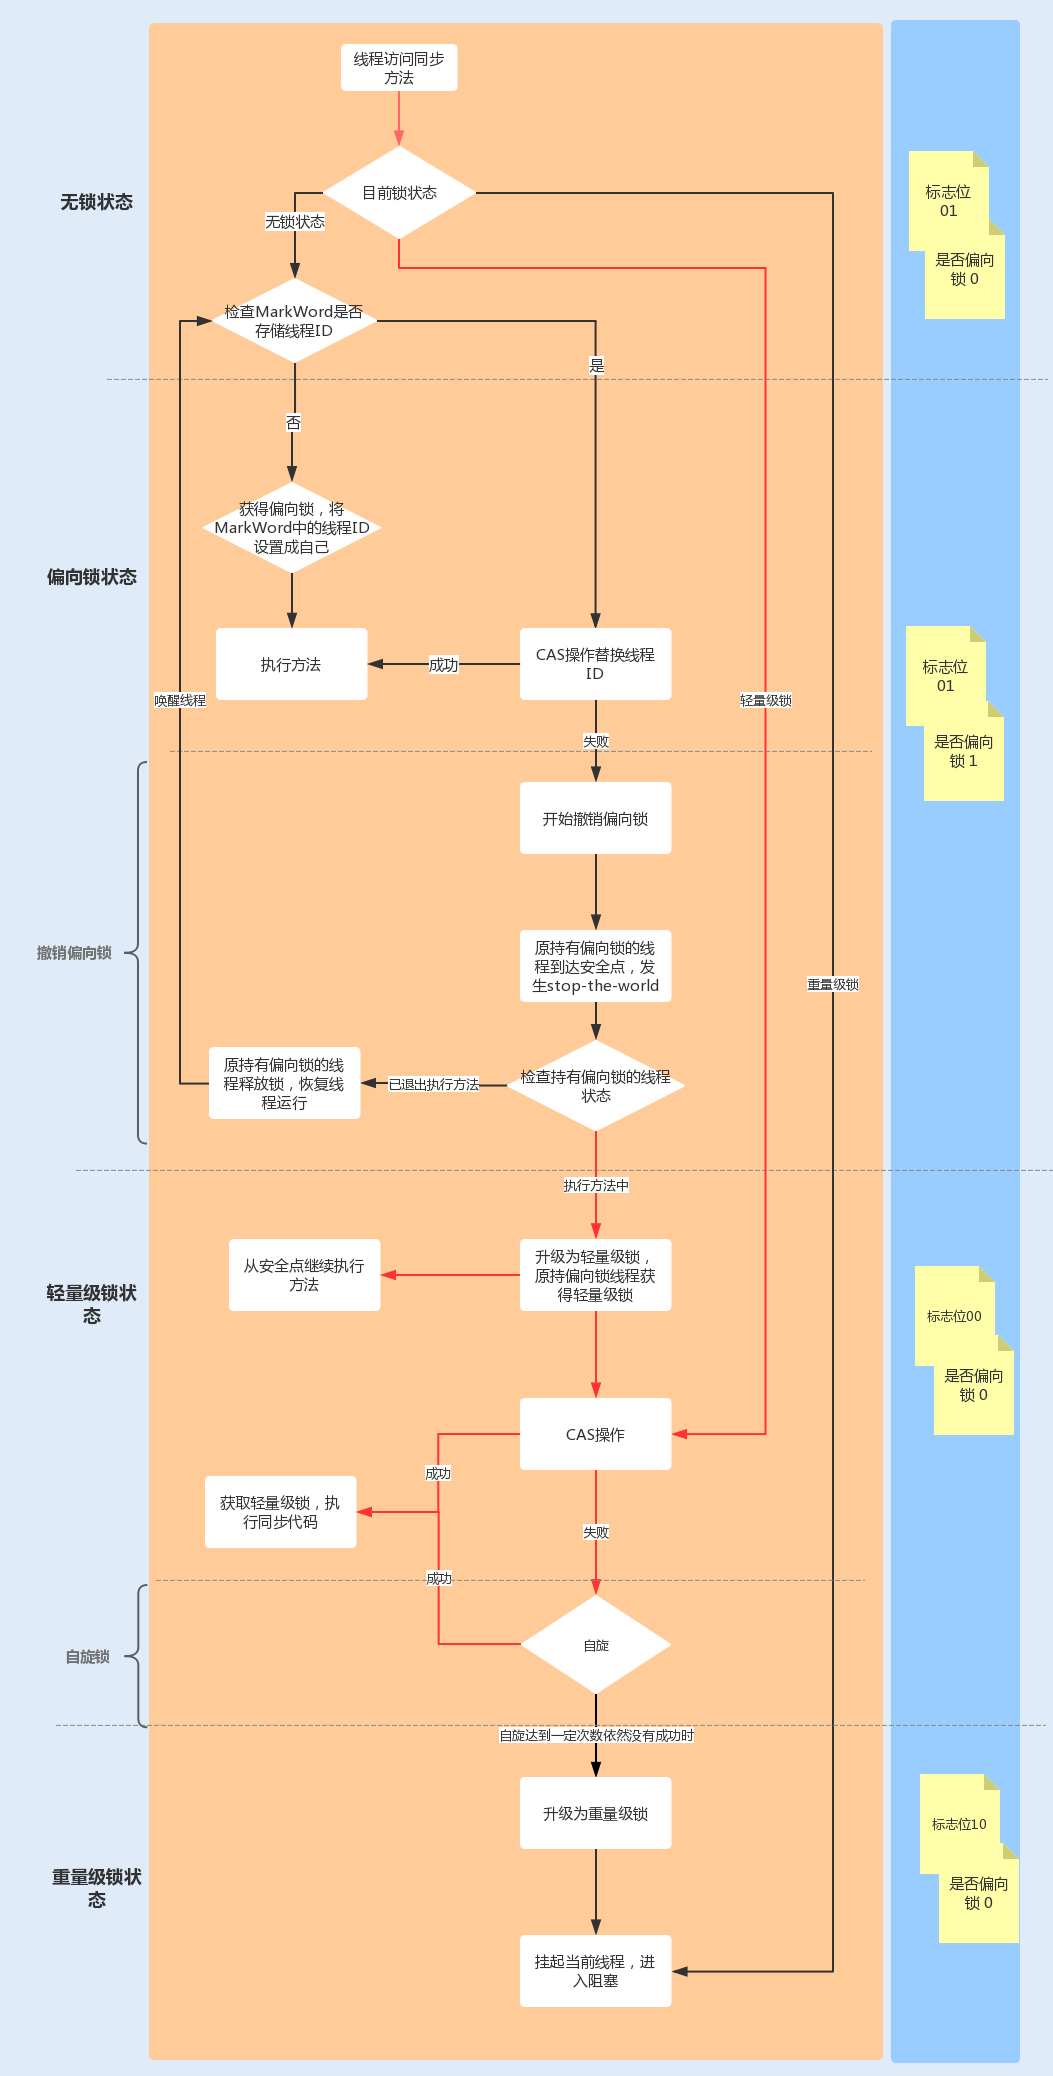 线程访问同步
方法
目前锁状态
无锁状态
无锁状态
标志位
01
是否偏向
锁 0
检查MarkWord是否
存储线程ID
是
否
获得偏向锁，将
MarkWord中的线程ID
设置成自己
偏向锁状态
执行方法
成功
CAS操作替换线程
ID
标志位
01
是否偏向
锁 1
唤醒线程
轻量级锁
失败
开始撤销偏向锁
撤销偏向锁
原持有偏向锁的线
程到达安全点，发
生stop-the-world
重量级锁
原持有偏向锁的线
程释放锁，恢复线
程运行
已退出执行方法
检查持有偏向锁的线程
状态
执行方法中
轻量级锁状
态
从安全点继续执行
方法
升级为轻量级锁，
原持偏向锁线程获
得轻量级锁
标志位00
是否偏向
锁 0
CAS操作
成功
获取轻量级锁，执
行同步代码
失败
成功
自旋锁
自旋
自旋达到一定次数依然没有成功时
升级为重量级锁
标志位10
是否偏向
锁 0
重量级锁状
态
挂起当前线程，进
入阻塞